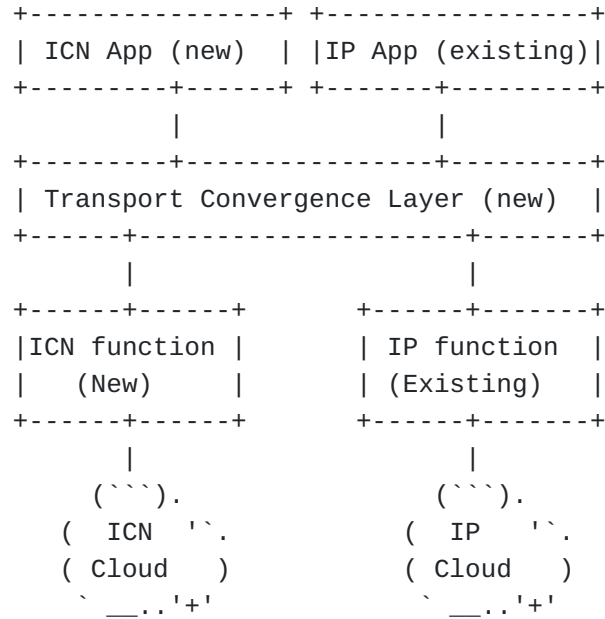 ICN App (new) IP App (existing)
Transport Convergence Layer (new)
ICN function IP function
(New) (Existing)
ICN IP
Cloud Cloud